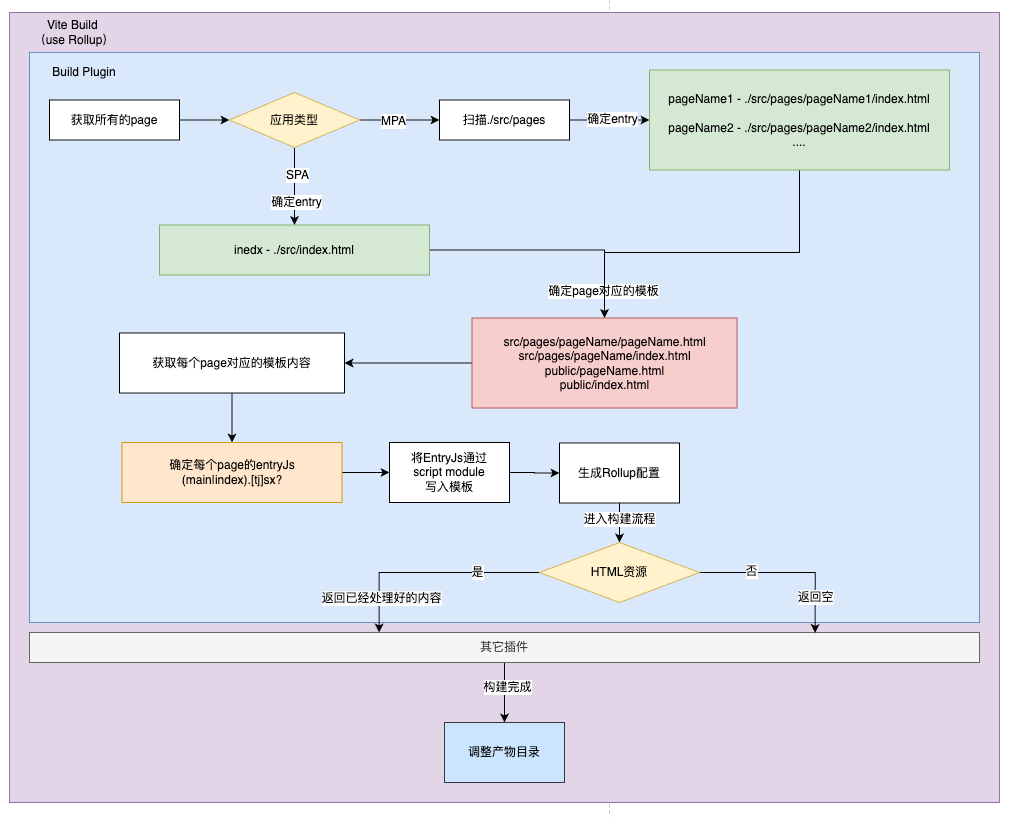 Vite Build
（use Rollup）
Build Plugin
获取所有的page
应用类型
MPA
扫描./src/pages
确定entry
pageName1 - ./src/pages/pageName1/index.html
pageName2 - ./src/pages/pageName2/index.html
....
SPA
确定entry
inedx - ./src/index.html
确定page对应的模板
src/pages/pageName/pageName.html
src/pages/pageName/index.html
public/pageName.html
public/index.html
获取每个page对应的模板内容
确定每个page的entryJs
(main|index).[tj]sx?
将EntryJs通过
script module
写入模板
生成Rollup配置
进入构建流程
HTML资源
是
否
返回已经处理好的内容
返回空
其它插件
构建完成
调整产物目录